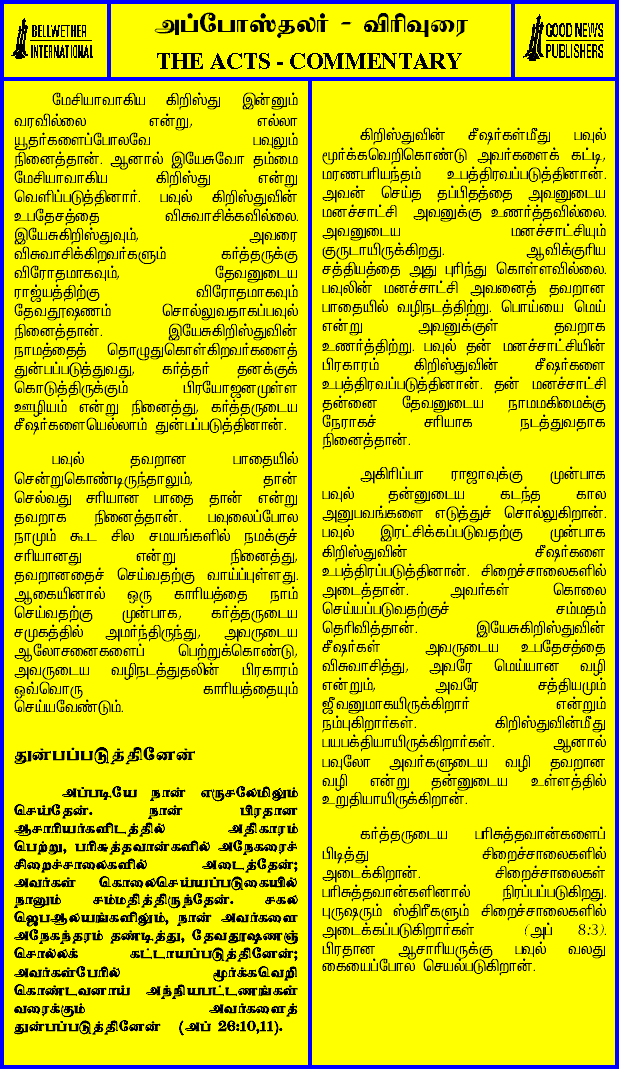 BELLWETHER
INTERNATIONAL
அப்போஸ்தலர் - விரிவுரை
THE ACTS - COMMENTARY
GOOD NEWS
PUBLISHERS
மேசியாவாகிய கிறிஸ்து இன்னும்
வரவில்லை என்று, எல்லா
யூதர்களைப்போலவே பவுலும்
நினைத்தான். ஆனால் இயேசுவோ தம்மை
மேசியாவாகிய கிறிஸ்து என்று
வெளிப்படுத்தினார். பவுல் கிறிஸ்துவின்
உபதேசத்தை விசுவாசிக்கவில்லை.
இயேசுகிறிஸ்துவும், அவரை
விசுவாசிக்கிறவர்களும் கர்த்தருக்கு
விரோதமாகவும், தேவனுடைய
ராஜ்யத்திற்கு விரோதமாகவும்
தேவதூஷணம் சொல்லுவதாகப்பவுல்
நினைத்தான். இயேசுகிறிஸ்துவின்
நாமத்தைத் தொழுதுகொள்கிறவர்களைத்
துன்பப்படுத்துவது, கர்த்தர் தனக்குக்
கொடுத்திருக்கும் பிரயோஜனமுள்ள
ஊழியம் என்று நினைத்து, கர்த்தருடைய
சீஷர்களையெல்லாம் துன்பப்படுத்தினான்.
பவுல் தவறான பாதையில்
சென்றுகொண்டிருந்தாலும், தான்
செல்வது சரியான பாதை தான் என்று
தவறாக நினைத்தான். பவுலைப்போல
நாமும் கூட சில சமயங்களில் நமக்குச்
சரியானது என்று நினைத்து,
தவறானதைச் செய்வதற்கு வாய்ப்புள்ளது.
ஆகையினால் ஒரு காரியத்தை நாம்
செய்வதற்கு முன்பாக, கர்த்தருடைய
சமுகத்தில் அமர்ந்திருந்து, அவருடைய
ஆலோசனைகளைப் பெற்றுக்கொண்டு,
அவருடைய வழிநடத்துதலின் பிரகாரம்
ஒவ்வொரு காரியத்தையும்
செய்யவேண்டும்.
துன்பப்படுத்தினேன்
அப்படியே நான் எருசலேமிலும்
செய்தேன். நான் பிரதான
ஆசாரியர்களிடத்தில் அதிகாரம்
பெற்று, பரிசுத்தவான்களில் அநேகரைச்
சிறைச்சாலைகளில் அடைத்தேன்;
அவர்கள் கொலைசெய்யப்படுகையில்
நானும் சம்மதித்திருந்தேன். சகல
ஜெபஆலயங்களிலும், நான் அவர்களை
அநேகந்தரம் தண்டித்து, தேவதூஷணஞ்
சொல்லக் கட்டாயப்படுத்தினேன்;
அவர்கள்பேரில் மூர்க்கவெறி
கொண்டவனாய் அந்நியபட்டணங்கள்
வரைக்கும் அவர்களைத்
துன்பப்படுத்தினேன் (அப் 26:10,11).
கிறிஸ்துவின் சீஷர்கள்மீது பவுல்
மூர்க்கவெறிகொண்டு அவர்களைக் கட்டி,
மரணபரியந்தம் உபத்திரவப்படுத்தினான்.
அவன் செய்த தப்பிதத்தை அவனுடைய
மனச்சாட்சி அவனுக்கு உணர்த்தவில்லை.
அவனுடைய மனச்சாட்சியும்
குருடாயிருக்கிறது. ஆவிக்குரிய
சத்தியத்தை அது புரிந்து கொள்ளவில்லை.
பவுலின் மனச்சாட்சி அவனைத் தவறான
பாதையில் வழிநடத்திற்று. பொய்யை மெய்
என்று அவனுக்குள் தவறாக
உணர்த்திற்று. பவுல் தன் மனச்சாட்சியின்
பிரகாரம் கிறிஸ்துவின் சீஷர்களை
உபத்திரவப்படுத்தினான். தன் மனச்சாட்சி
தன்னை தேவனுடைய நாமமகிமைக்கு
நேராகச் சரியாக நடத்துவதாக
நினைத்தான்.
அகிரிப்பா ராஜாவுக்கு முன்பாக
பவுல் தன்னுடைய கடந்த கால
அனுபவங்களை எடுத்துச் சொல்லுகிறான்.
பவுல் இரட்சிக்கப்படுவதற்கு முன்பாக
கிறிஸ்துவின் சீஷர்களை
உபத்திரப்படுத்தினான். சிறைச்சாலைகளில்
அடைத்தான். அவர்கள் கொலை
செய்யப்படுவதற்குச் சம்மதம்
தெரிவித்தான். இயேசுகிறிஸ்துவின்
சீஷர்கள் அவருடைய உபதேசத்தை
விசுவாசித்து, அவரே மெய்யான வழி
என்றும், அவரே சத்தியமும்
ஜீவனுமாகயிருக்கிறார் என்றும்
நம்புகிறார்கள். கிறிஸ்துவின்மீது
பயபக்தியாயிருக்கிறார்கள். ஆனால்
பவுலோ அவர்களுடைய வழி தவறான
வழி என்று தன்னுடைய உள்ளத்தில்
உறுதியாயிருக்கிறான்.
கர்த்தருடைய பரிசுத்தவான்களைப்
பிடித்து சிறைச்சாலைகளில்
அடைக்கிறான். சிறைச்சாலைகள்
பரிசுத்தவான்களினால் நிரப்பப்படுகிறது.
புருஷரும் ஸ்திரீகளும் சிறைச்சாலைகளில்
அடைக்கப்படுகிறார்கள் (அப் 8:3).
பிரதான ஆசாரியருக்கு பவுல் வலது
கையைப்போல் செயல்படுகிறான்.